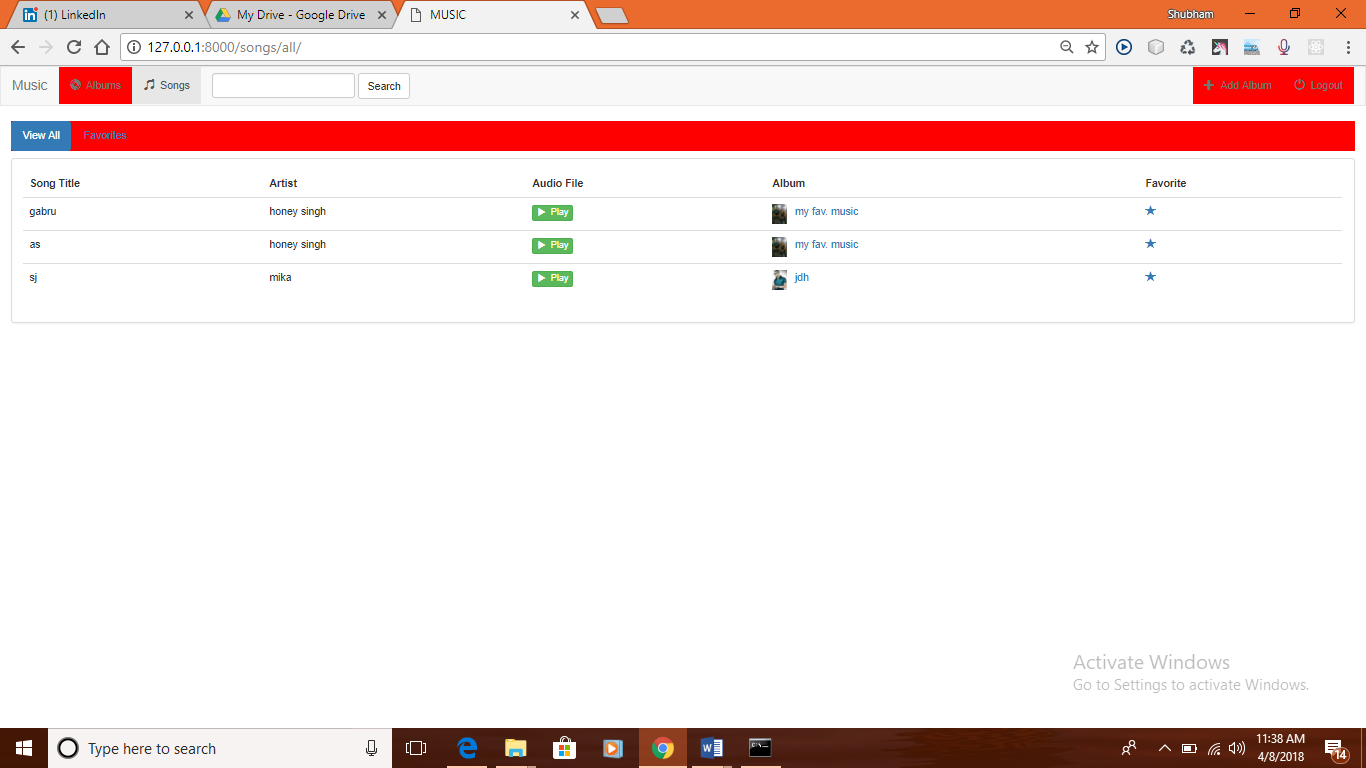 (1) LinkedIn My Drive - Google Drive MUSIC Shubham
127.0.0.1:8000/songs/all/
Music Albums Songs Search Add Album Logout
View All Favorites
Song Title Artist Audio File Album Favorite
gabru honey singh Play my fav. music
as honey singh Play my fav. music
sj mika Play jdh
Activate Windows
Go to Settings to activate Windows.
Type here to search
11:38 AM
4/8/2018
14